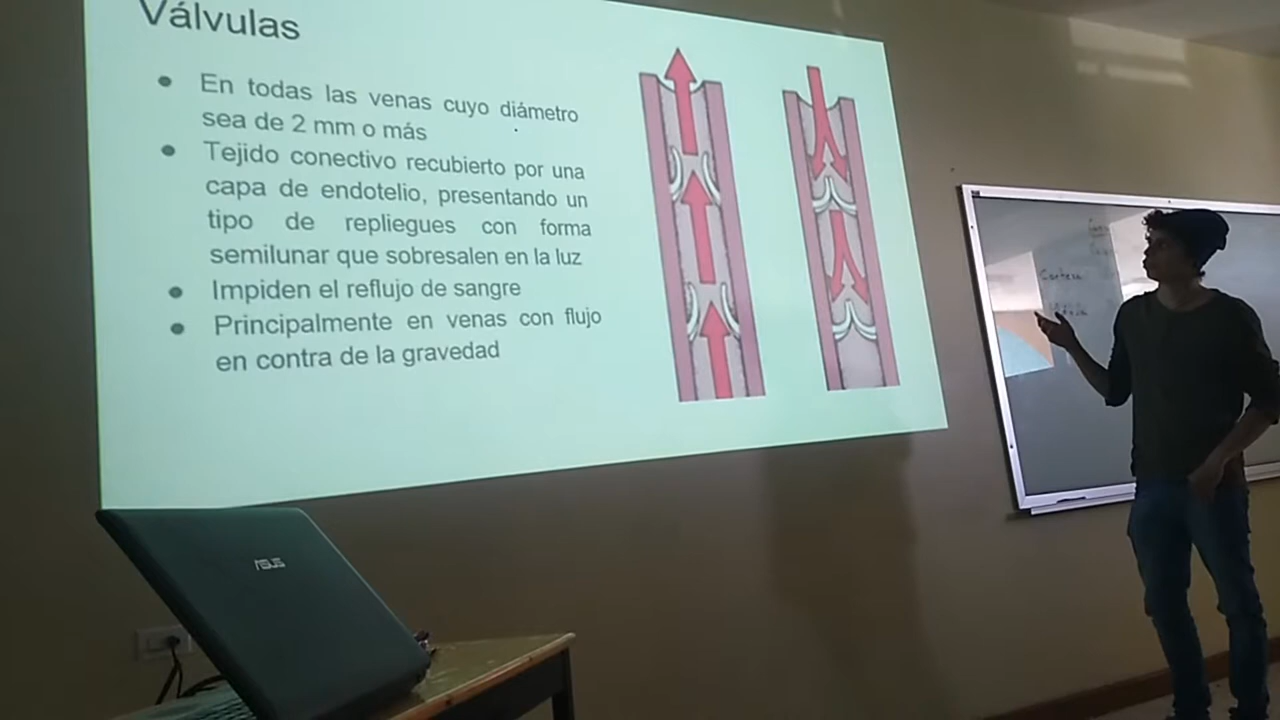 Válvulas
● En todas las venas cuyo diámetro
sea de 2 mm o más
● Tejido conectivo recubierto por una
capa de endotelio, presentando un
tipo de repliegues con forma
semilunar que sobresalen en la luz
● Impiden el reflujo de sangre
● Principalmente en venas con flujo
en contra de la gravedad
Corteza
ASUS